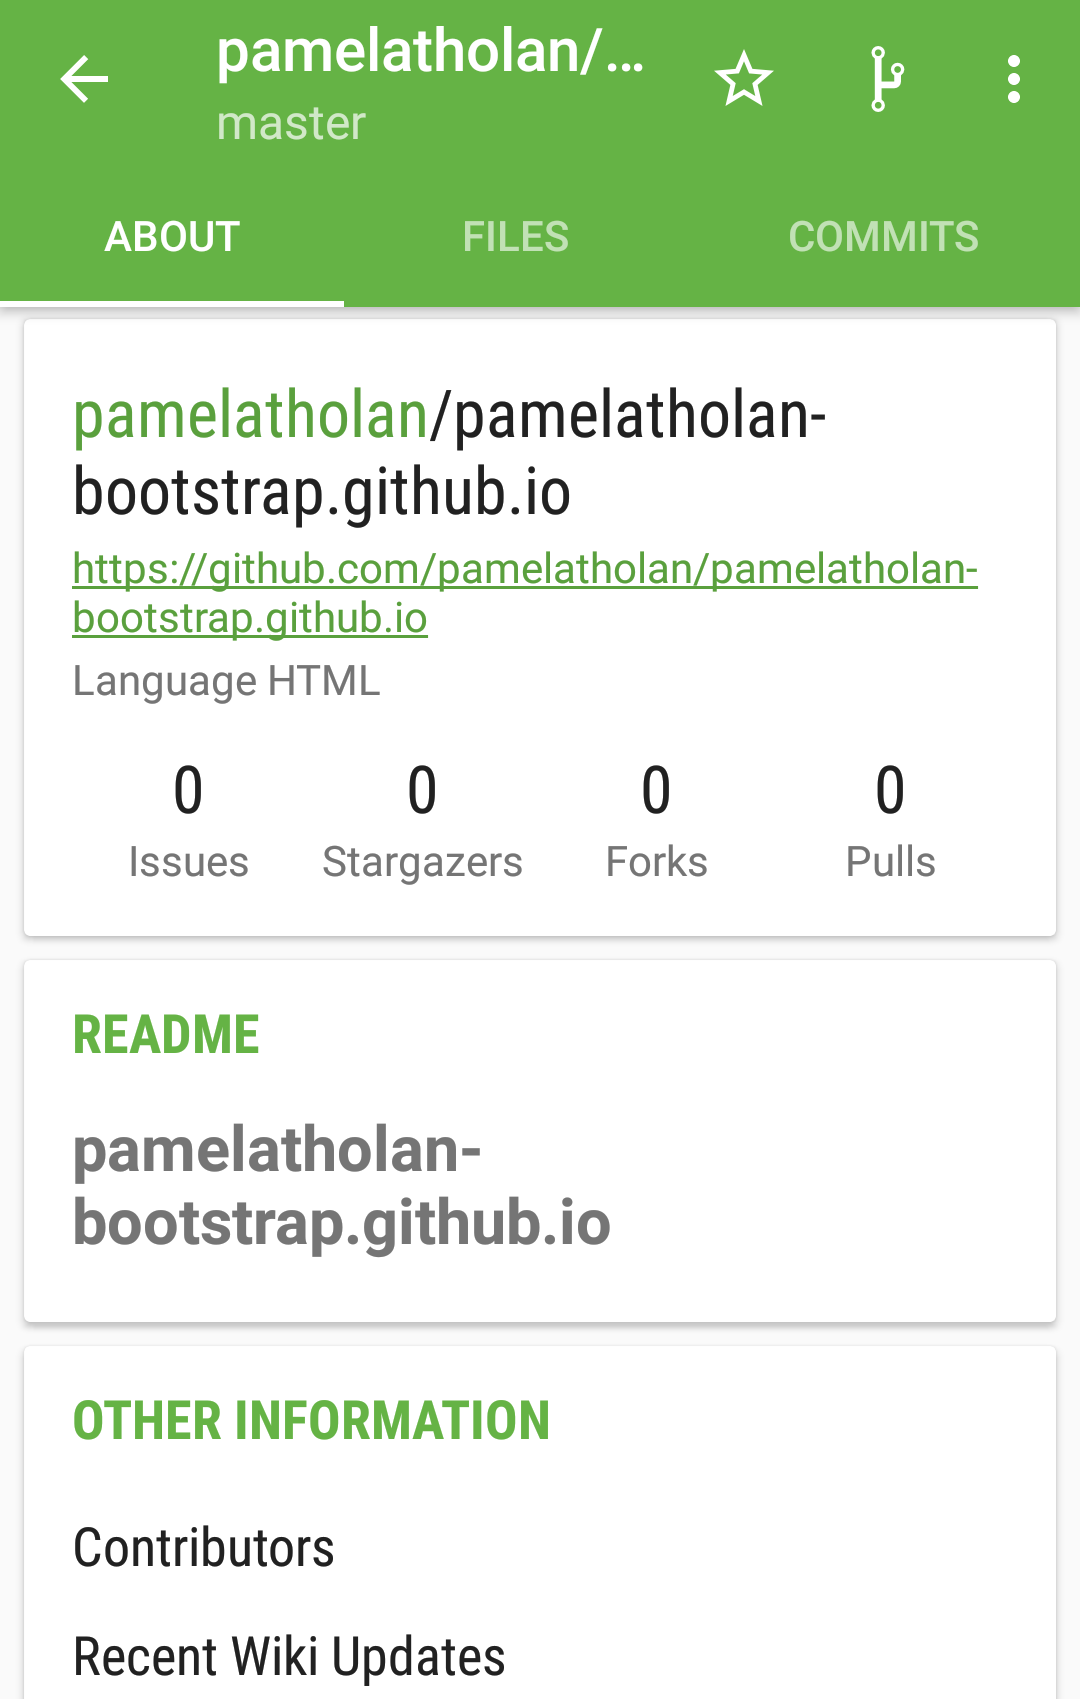 pamelatholan/...
master
ABOUT
FILES
COMMITS
pamelatholan/pamelatholan-
bootstrap.github.io
https://github.com/pamelatholan/pamelatholan-
bootstrap.github.io
Language HTML
0 0 0 0
Issues Stargazers Forks Pulls
README
pamelatholan-
bootstrap.github.io
OTHER INFORMATION
Contributors
Recent Wiki Updates